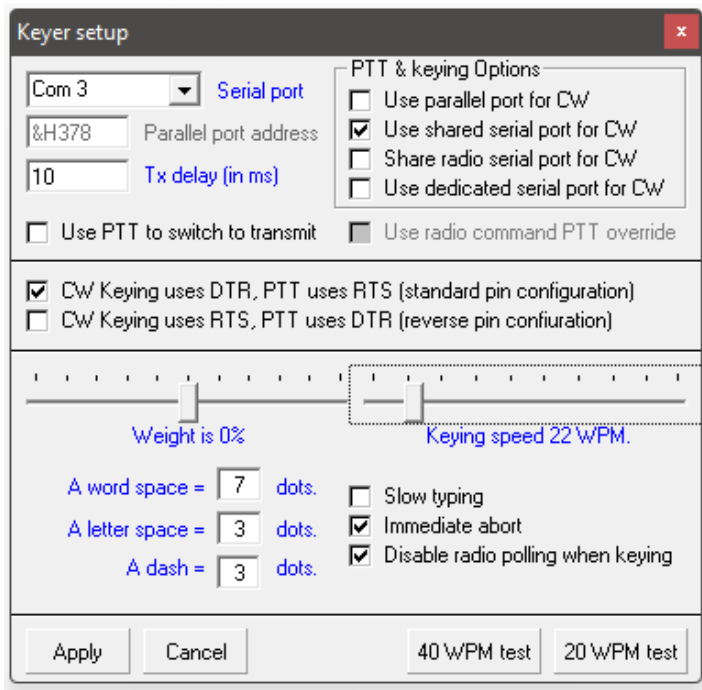 Keyer setup
x
Com 3 Serial port
&H378 Parallel port address
10 Tx delay (in ms)
PTT & keying Options
Use parallel port for CW
Use shared serial port for CW
Share radio serial port for CW
Use dedicated serial port for CW
Use PTT to switch to transmit
Use radio command PTT override
CW Keying uses DTR, PTT uses RTS (standard pin configuration)
CW Keying uses RTS, PTT uses DTR (reverse pin confiuration)
Weight is 0%
Keying speed 22 WPM.
A word space = 7 dots.
A letter space = 3 dots.
A dash = 3 dots.
Slow typing
Immediate abort
Disable radio polling when keying
Apply
Cancel
40 WPM test
20 WPM test